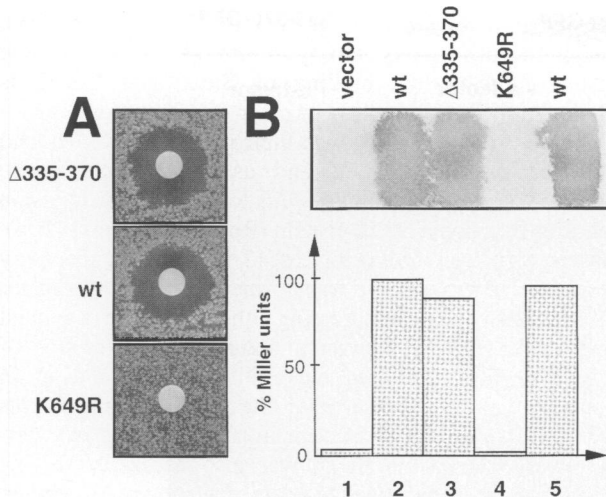 A
Δ335-370
wt
K649R
B
vector
wt
Δ335-370
K649R
wt
% Miller units
100
50
0
1 2 3 4 5